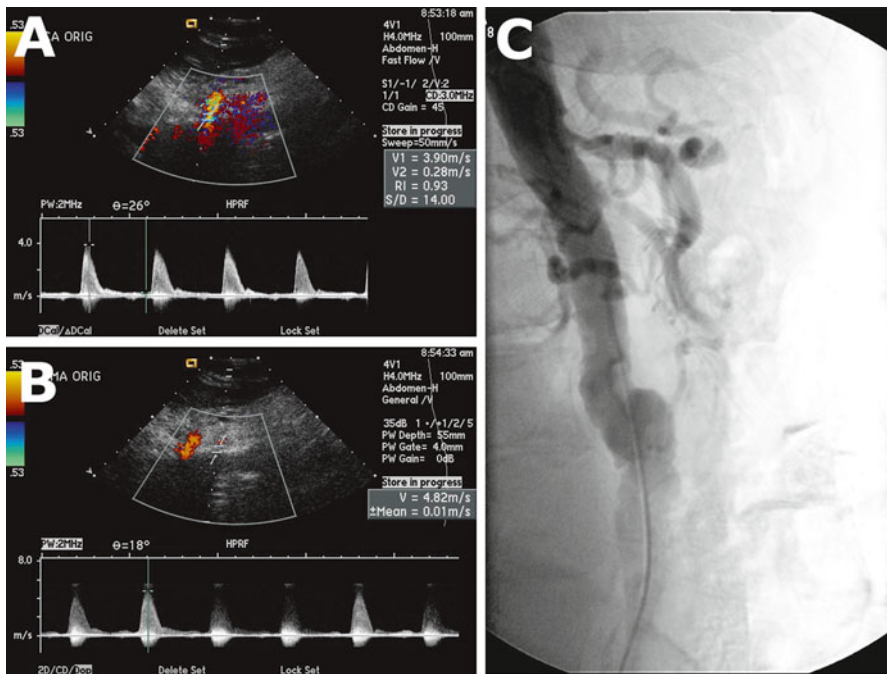 A
.53
.53
CA ORIG
8:53:18 am
4V1
H4.0MHz 100mm
Abdomen-H
Fast Flow /V
S1/-1/ 2/V:2
1/1 CD:3.0MHz
CD Gain = 45
Store in progress
Sweep=50mm/s
V1 = 3.90m/s
V2 = 0.28m/s
RI = 0.93
S/D = 14.00
PW:2MHz θ=26° HPRF
4.0
m/s
DCal/ΔDCal Delete Set Lock Set
B
.53
.53
MA ORIG
8:54:33 am
4V1
H4.0MHz 100mm
Abdomen-H
General /V
35dB 1 +/+1/2/5
PW Depth= 55mm
PW Gate= 4.0mm
PW Gain= 0dB
Store in progress
V = 4.82m/s
±Mean = 0.01m/s
PW:2MHz θ=18° HPRF
8.0
m/s
2D/CD/Dop Delete Set Lock Set
C
8